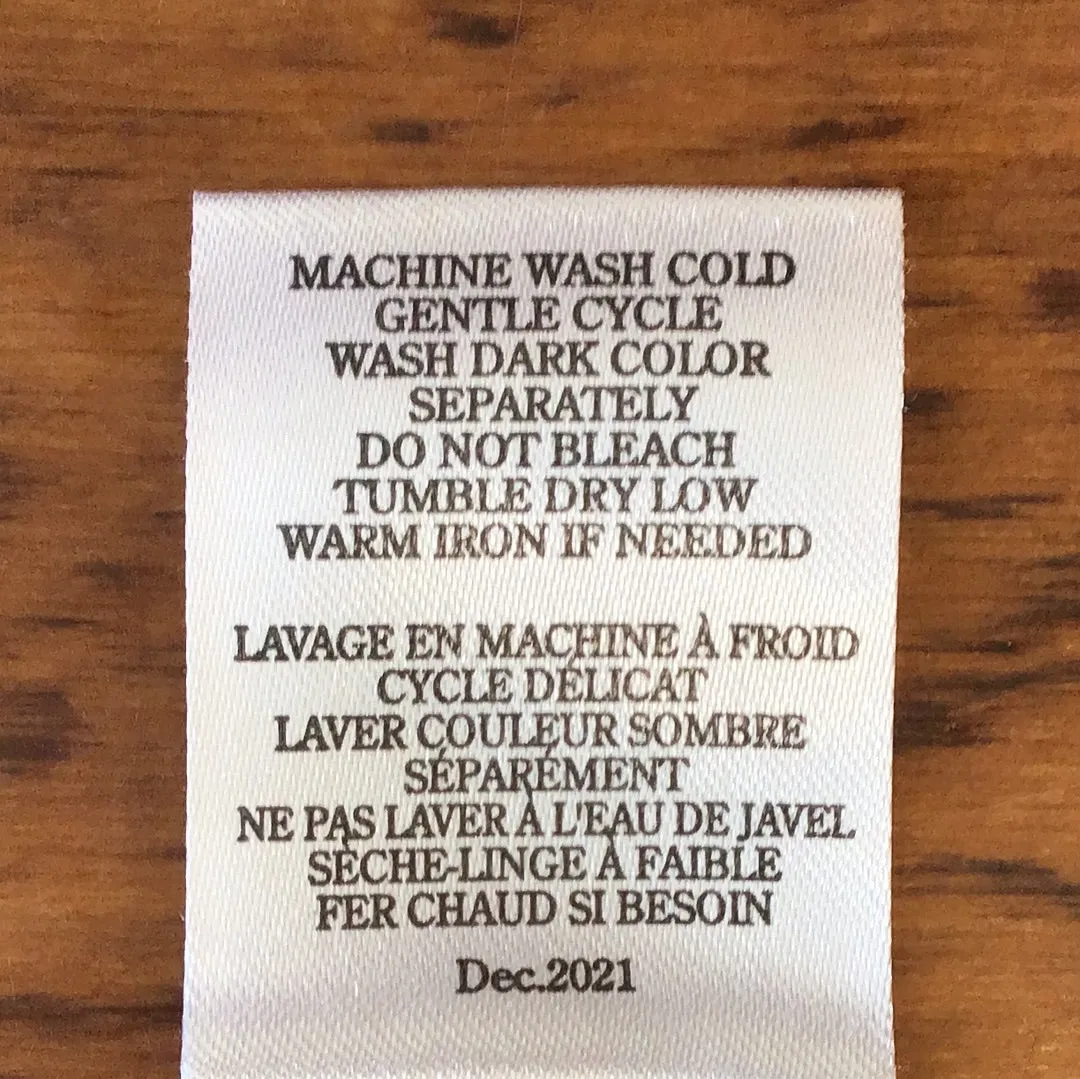 MACHINE WASH COLD
GENTLE CYCLE
WASH DARK COLOR
SEPARATELY
DO NOT BLEACH
TUMBLE DRY LOW
WARM IRON IF NEEDED
LAVAGE EN MACHINE À FROID
CYCLE DÉLICAT
LAVER COULEUR SOMBRE
SÉPARÉMENT
NE PAS LAVER À L'EAU DE JAVEL
SÈCHE-LINGE À FAIBLE
FER CHAUD SI BESOIN
Dec.2021